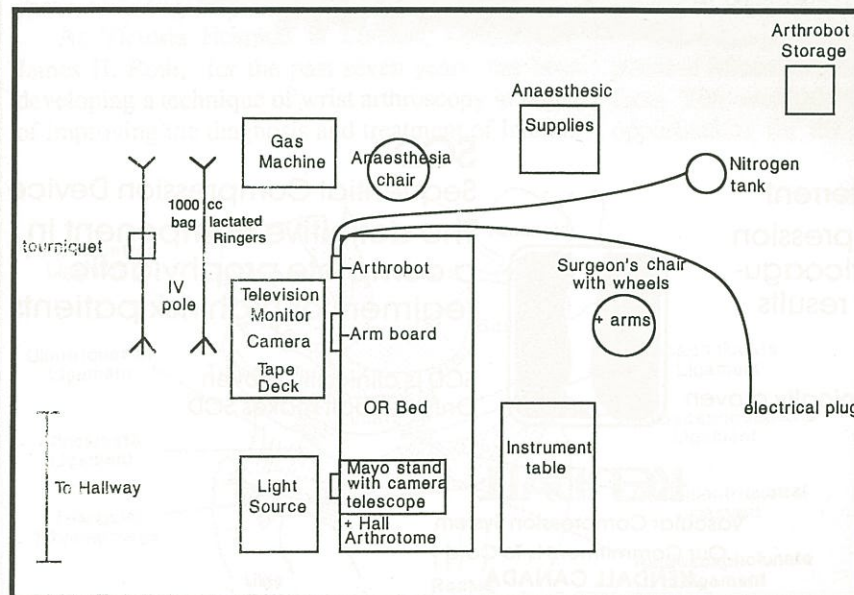 Arthrobot
Storage
Anaesthesic
Supplies
Gas
Machine
Anaesthesia
chair
Nitrogen
tank
1000 cc
bag lactated
Ringers
tourniquet
IV
pole
Arthrobot
Surgeon's chair
with wheels
+ arms
Television
Monitor
Camera
Tape
Deck
Arm board
OR Bed
electrical plug
Instrument
table
To Hallway
Light
Source
Mayo stand
with camera
telescope
+ Hall
Arthrotome